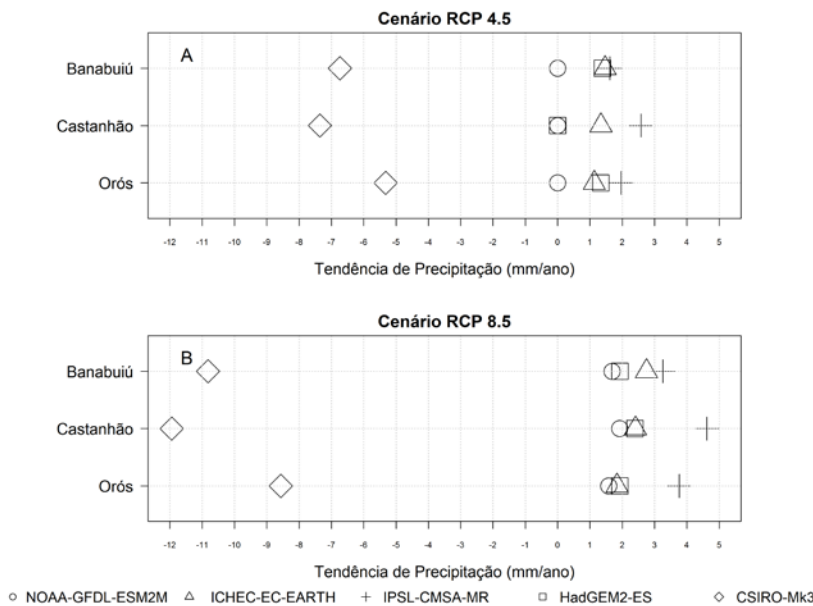 Cenário RCP 4.5
A
Banabuiú
Castanhão
Orós
-12 -11 -10 -9 -8 -7 -6 -5 -4 -3 -2 -1 0 1 2 3 4 5
Tendência de Precipitação (mm/ano)
Cenário RCP 8.5
B
Banabuiú
Castanhão
Orós
-12 -11 -10 -9 -8 -7 -6 -5 -4 -3 -2 -1 0 1 2 3 4 5
Tendência de Precipitação (mm/ano)
NOAA-GFDL-ESM2M ICHEC-EC-EARTH IPSL-CMSA-MR HadGEM2-ES CSIRO-Mk3